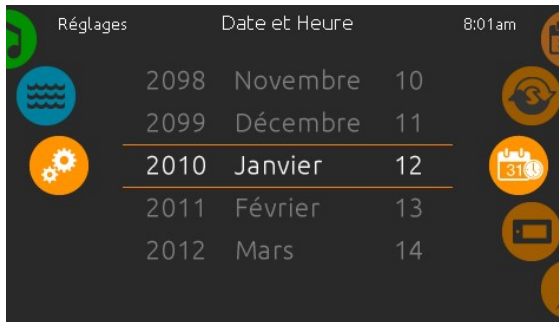 Réglages Date et Heure 8:01am
2098 Novembre 10
2099 Décembre 11
2010 Janvier 12
31
2011 Février 13
2012 Mars 14